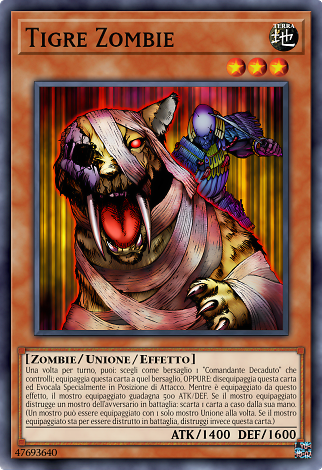 Tigre Zombie
TERRA
地
[Zombie/Unione/Effetto]
Una volta per turno, puoi: scegli come bersaglio 1 "Comandante Decaduto" che
controlli; equipaggia questa carta a quel bersaglio, OPPURE: disequipaggia questa carta
ed Evocala Specialmente in Posizione di Attacco. Mentre è equipaggiato da questo
effetto, il mostro equipaggiato guadagna 500 ATK/DEF. Se il mostro equipaggiato
distrugge un mostro dell'avversario in battaglia: scarta 1 carta a caso dalla sua mano.
(Un mostro può essere equipaggiato con 1 solo mostro Unione alla volta. Se il mostro
equipaggiato sta per essere distrutto in battaglia, distruggi invece questa carta.)
ATK/1400 DEF/1600
47693640